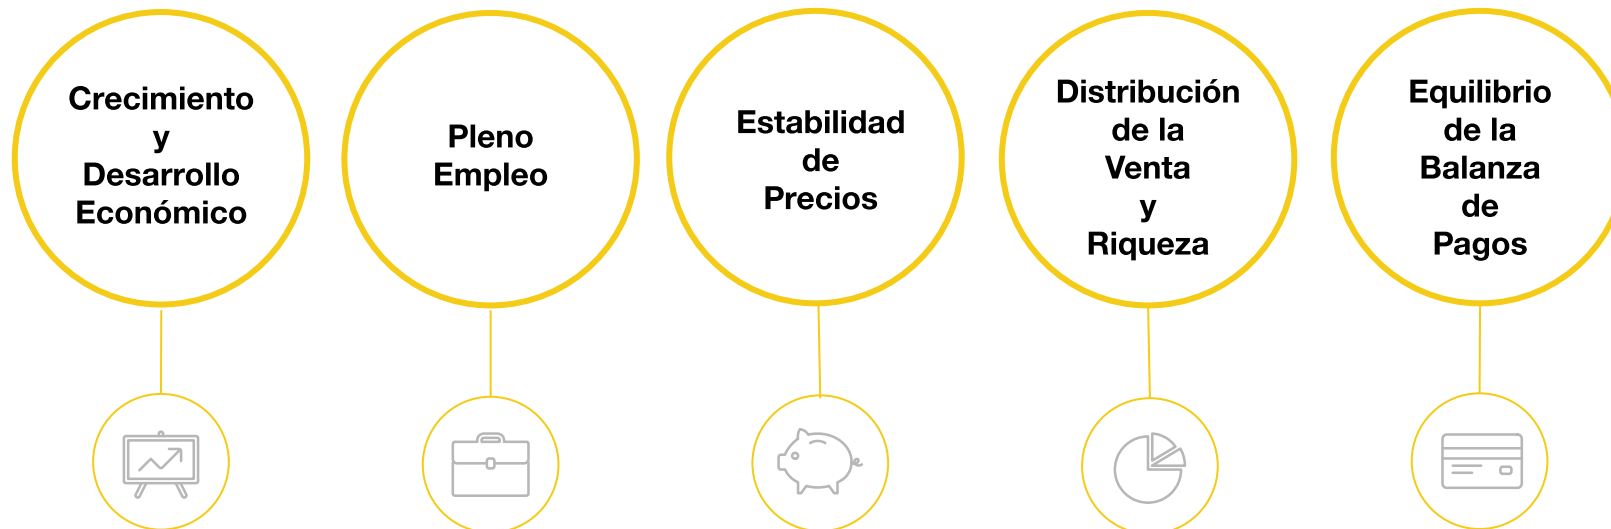 Crecimiento
y
Desarrollo
Económico
Pleno
Empleo
Estabilidad
de
Precios
Distribución
de la
Venta
y
Riqueza
Equilibrio
de la
Balanza
de
Pagos